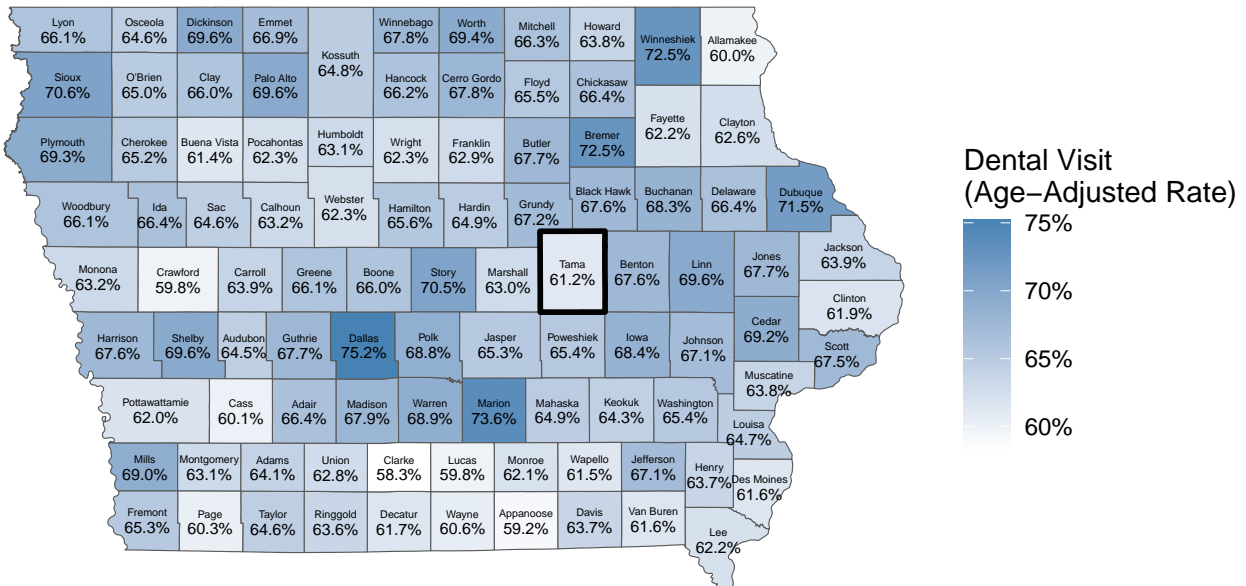 Lyon
66.1%
Osceola
64.6%
Dickinson
69.6%
Emmet
66.9%
Kossuth
64.8%
Winnebago
67.8%
Worth
69.4%
Mitchell
66.3%
Howard
63.8%
Winneshiek
72.5%
Allamakee
60.0%
Sioux
70.6%
O'Brien
65.0%
Clay
66.0%
Palo Alto
69.6%
Hancock
66.2%
Cerro Gordo
67.8%
Floyd
65.5%
Chickasaw
66.4%
Fayette
62.2%
Clayton
62.6%
Plymouth
69.3%
Cherokee
65.2%
Buena Vista
61.4%
Pocahontas
62.3%
Humboldt
63.1%
Wright
62.3%
Franklin
62.9%
Butler
67.7%
Bremer
72.5%
Woodbury
66.1%
Ida
66.4%
Sac
64.6%
Calhoun
63.2%
Webster
62.3%
Hamilton
65.6%
Hardin
64.9%
Grundy
67.2%
Black Hawk
67.6%
Buchanan
68.3%
Delaware
66.4%
Dubuque
71.5%
Monona
63.2%
Crawford
59.8%
Carroll
63.9%
Greene
66.1%
Boone
66.0%
Story
70.5%
Marshall
63.0%
Tama
61.2%
Benton
67.6%
Linn
69.6%
Jones
67.7%
Jackson
63.9%
Clinton
61.9%
Harrison
67.6%
Shelby
69.6%
Audubon
64.5%
Guthrie
67.7%
Dallas
75.2%
Polk
68.8%
Jasper
65.3%
Poweshiek
65.4%
Iowa
68.4%
Johnson
67.1%
Cedar
69.2%
Scott
67.5%
Muscatine
63.8%
Pottawattamie
62.0%
Cass
60.1%
Adair
66.4%
Madison
67.9%
Warren
68.9%
Marion
73.6%
Mahaska
64.9%
Keokuk
64.3%
Washington
65.4%
Louisa
64.7%
Mills
69.0%
Montgomery
63.1%
Adams
64.1%
Union
62.8%
Clarke
58.3%
Lucas
59.8%
Monroe
62.1%
Wapello
61.5%
Jefferson
67.1%
Henry
63.7%
Des Moines
61.6%
Fremont
65.3%
Page
60.3%
Taylor
64.6%
Ringgold
63.6%
Decatur
61.7%
Wayne
60.6%
Appanoose
59.2%
Davis
63.7%
Van Buren
61.6%
Lee
62.2%
Dental Visit
(Age−Adjusted Rate)
75%
70%
65%
60%